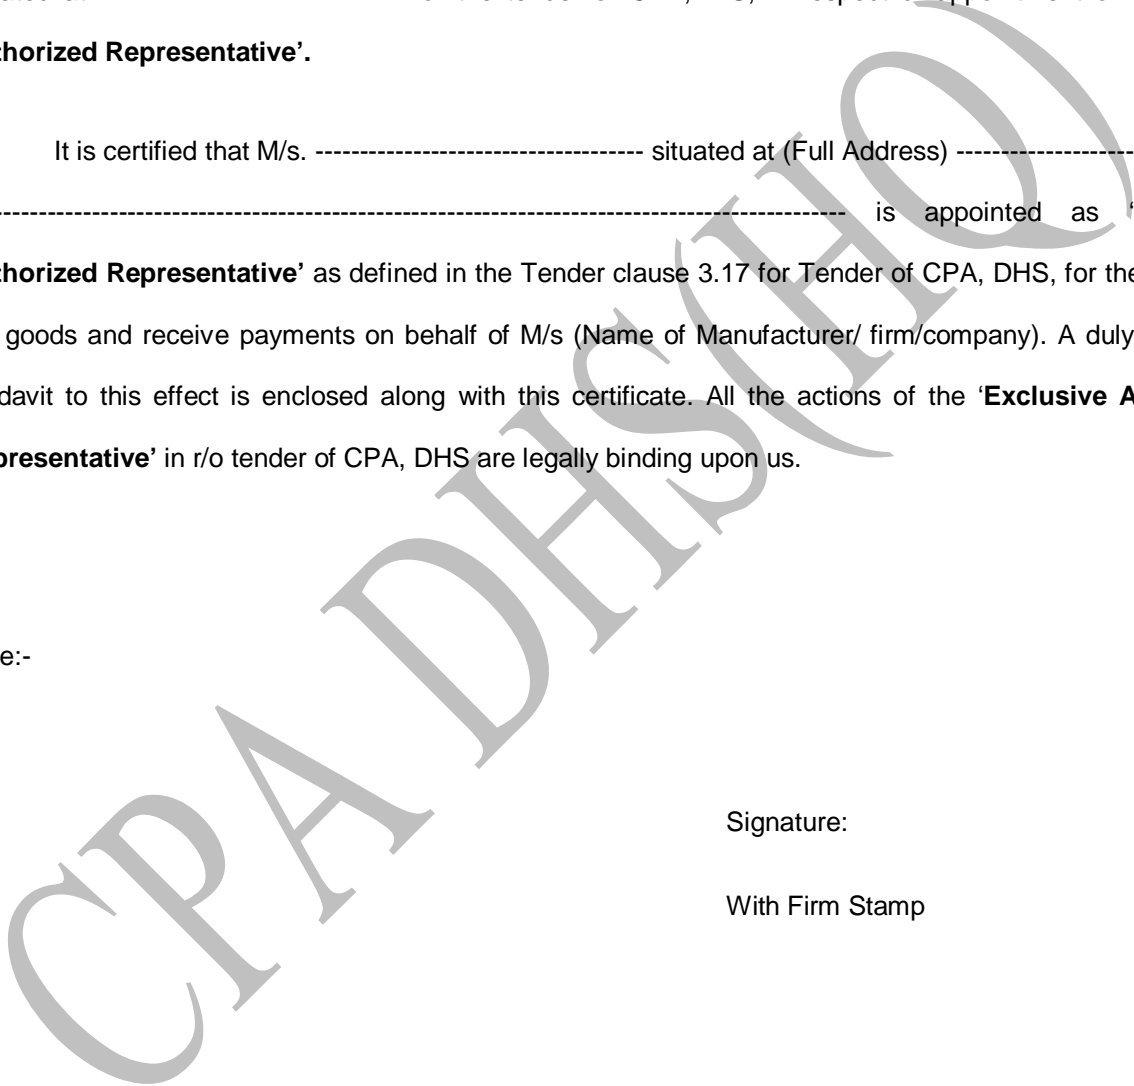 horized Representative'.
It is certified that M/s. ------------------------------------- situated at (Full Address) --------------------
------------------------------------------------------------------------------------------------ is appointed as '
thorized Representative' as defined in the Tender clause 3.17 for Tender of CPA, DHS, for the
goods and receive payments on behalf of M/s (Name of Manufacturer/ firm/company). A duly
davit to this effect is enclosed along with this certificate. All the actions of the 'Exclusive A
presentative' in r/o tender of CPA, DHS are legally binding upon us.
e:-
Signature:
With Firm Stamp
CPA DHS(HQ)